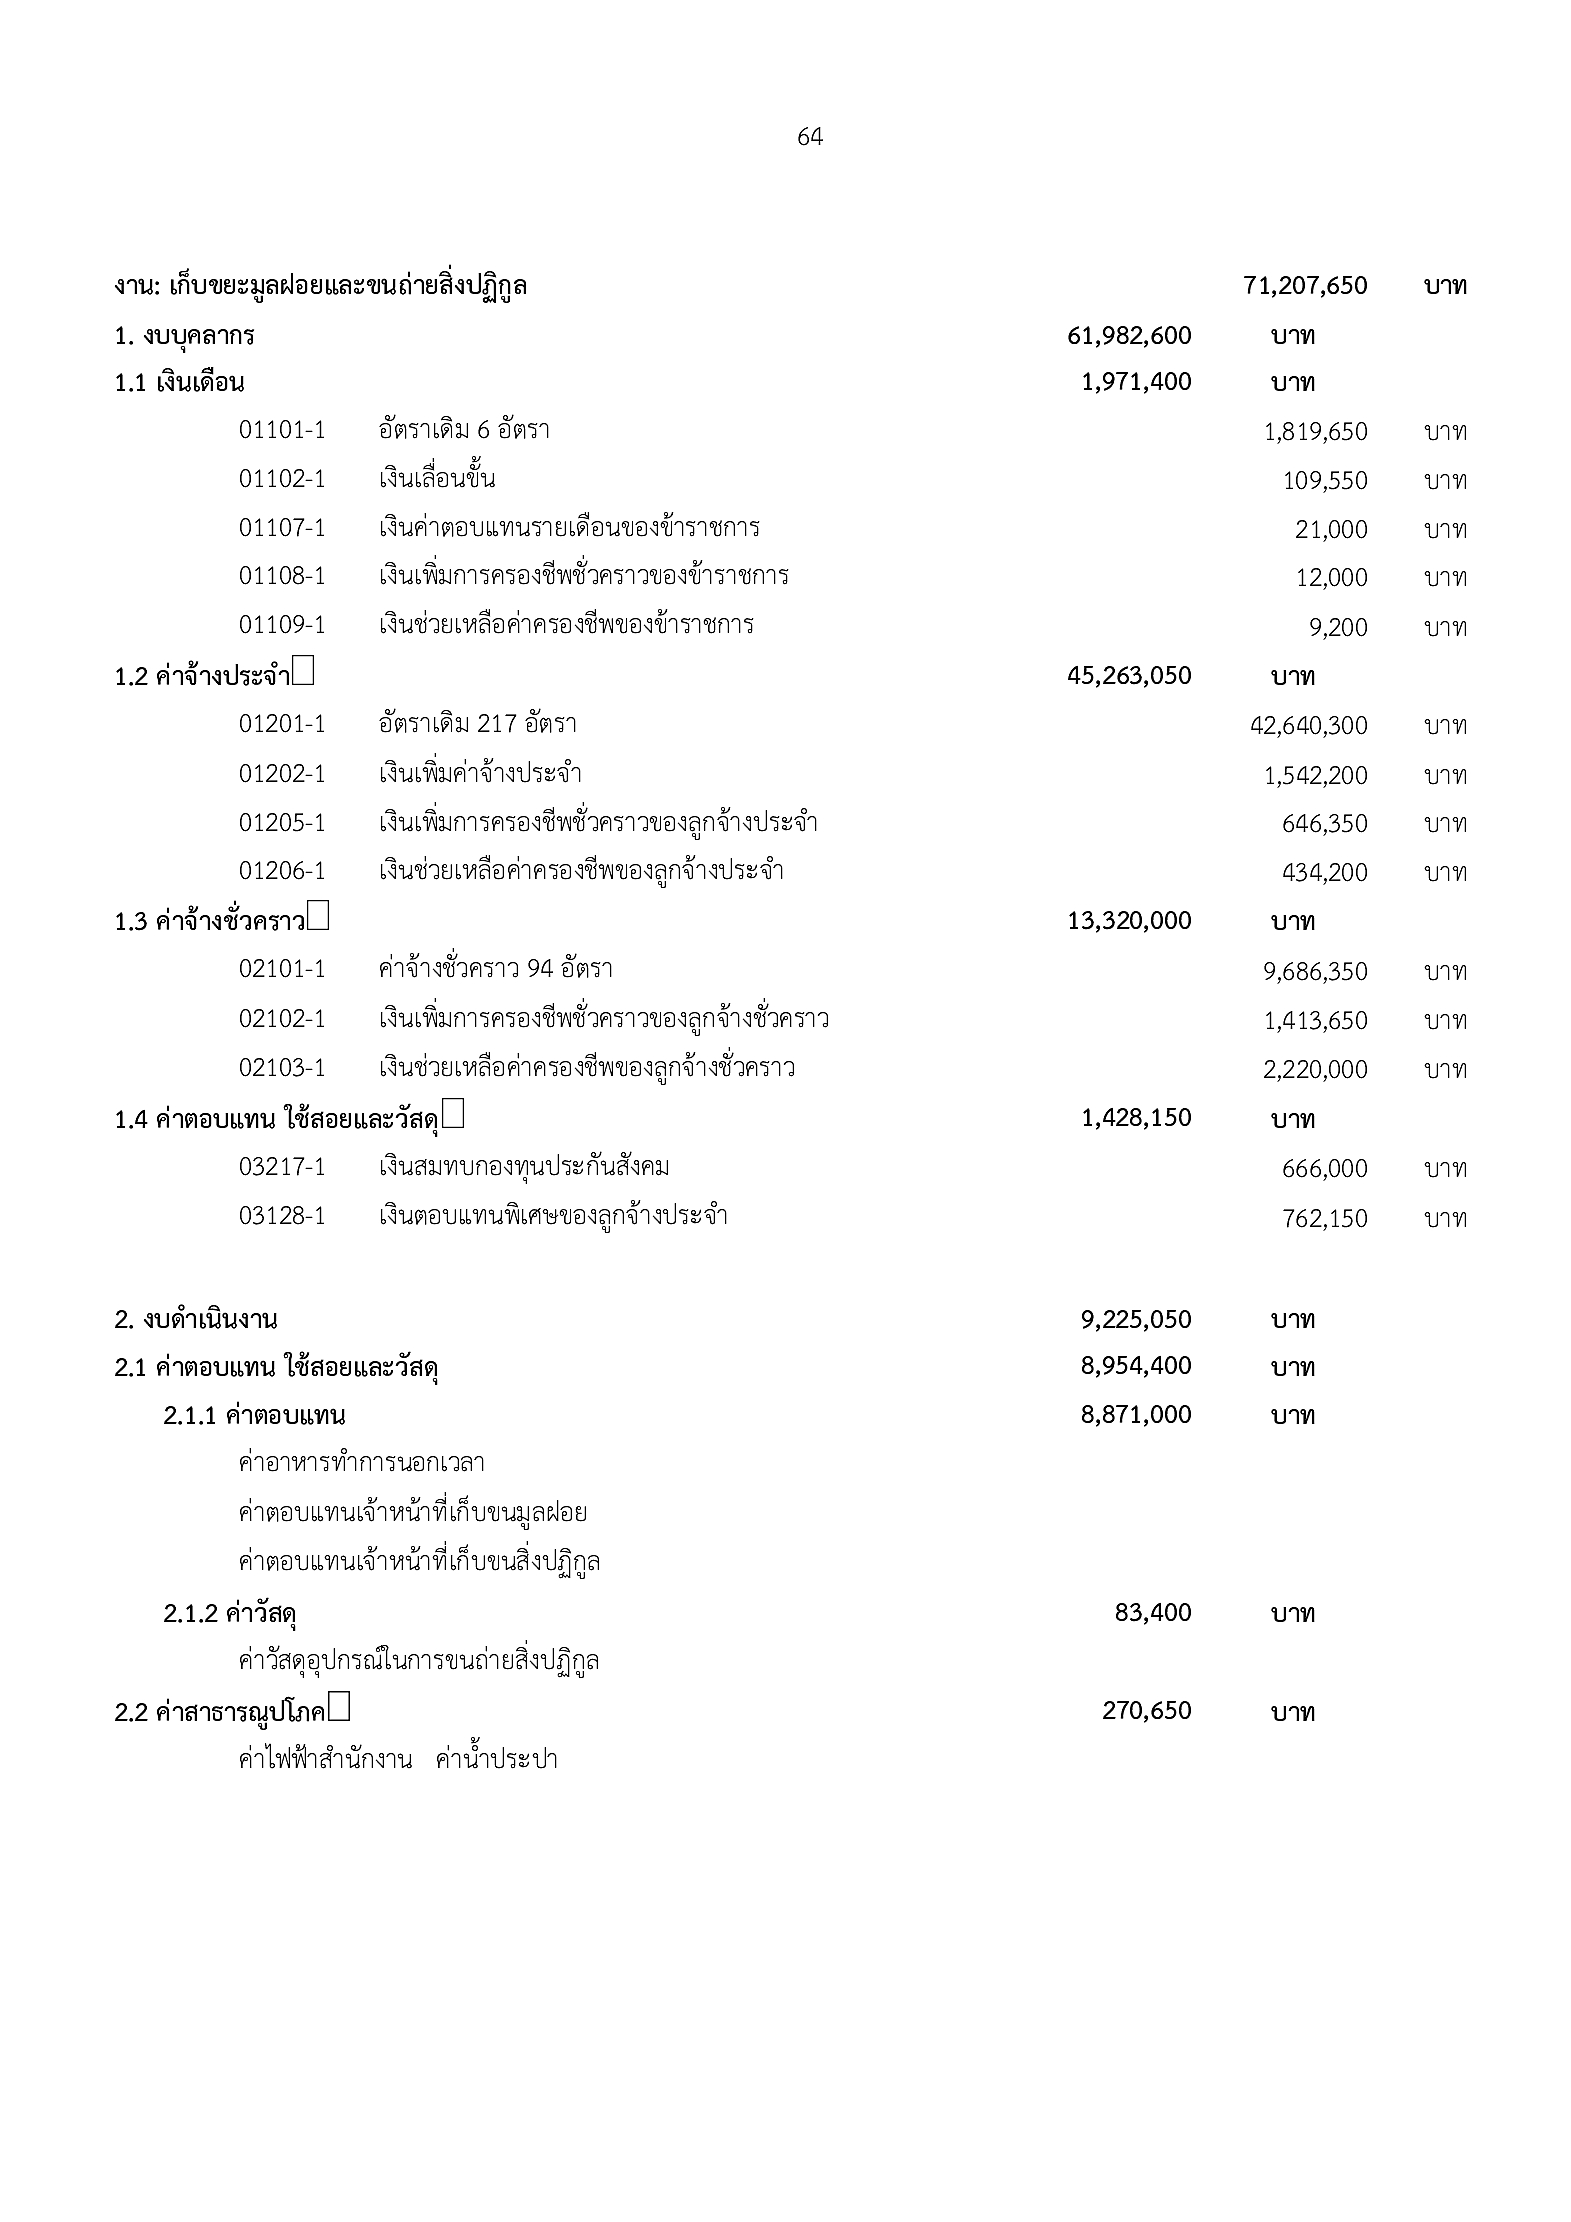 64
งาน: เก็บขยะมูลฝอยและขนถ่ายสิ่งปฏิกูล 71,207,650 บาท
1. งบบุคลากร 61,982,600 บาท
1.1 เงินเดือน 1,971,400 บาท
01101-1 อัตราเดิม 6 อัตรา 1,819,650 บาท
01102-1 เงินเลื่อนขั้น 109,550 บาท
01107-1 เงินค่าตอบแทนรายเดือนของข้าราชการ 21,000 บาท
01108-1 เงินเพิ่มการครองชีพชั่วคราวของข้าราชการ 12,000 บาท
01109-1 เงินช่วยเหลือค่าครองชีพของข้าราชการ 9,200 บาท
1.2 ค่าจ้างประจำ 45,263,050 บาท
01201-1 อัตราเดิม 217 อัตรา 42,640,300 บาท
01202-1 เงินเพิ่มค่าจ้างประจำ 1,542,200 บาท
01205-1 เงินเพิ่มการครองชีพชั่วคราวของลูกจ้างประจำ 646,350 บาท
01206-1 เงินช่วยเหลือค่าครองชีพของลูกจ้างประจำ 434,200 บาท
1.3 ค่าจ้างชั่วคราว 13,320,000 บาท
02101-1 ค่าจ้างชั่วคราว 94 อัตรา 9,686,350 บาท
02102-1 เงินเพิ่มการครองชีพชั่วคราวของลูกจ้างชั่วคราว 1,413,650 บาท
02103-1 เงินช่วยเหลือค่าครองชีพของลูกจ้างชั่วคราว 2,220,000 บาท
1.4 ค่าตอบแทน ใช้สอยและวัสดุ 1,428,150 บาท
03217-1 เงินสมทบกองทุนประกันสังคม 666,000 บาท
03128-1 เงินตอบแทนพิเศษของลูกจ้างประจำ 762,150 บาท
2. งบดำเนินงาน 9,225,050 บาท
2.1 ค่าตอบแทน ใช้สอยและวัสดุ 8,954,400 บาท
2.1.1 ค่าตอบแทน 8,871,000 บาท
ค่าอาหารทำการนอกเวลา
ค่าตอบแทนเจ้าหน้าที่เก็บขนมูลฝอย
ค่าตอบแทนเจ้าหน้าที่เก็บขนสิ่งปฏิกูล
2.1.2 ค่าวัสดุ 83,400 บาท
ค่าวัสดุอุปกรณ์ในการขนถ่ายสิ่งปฏิกูล
2.2 ค่าสาธารณูปโภค 270,650 บาท
ค่าไฟฟ้าสำนักงาน ค่าน้ำประปา